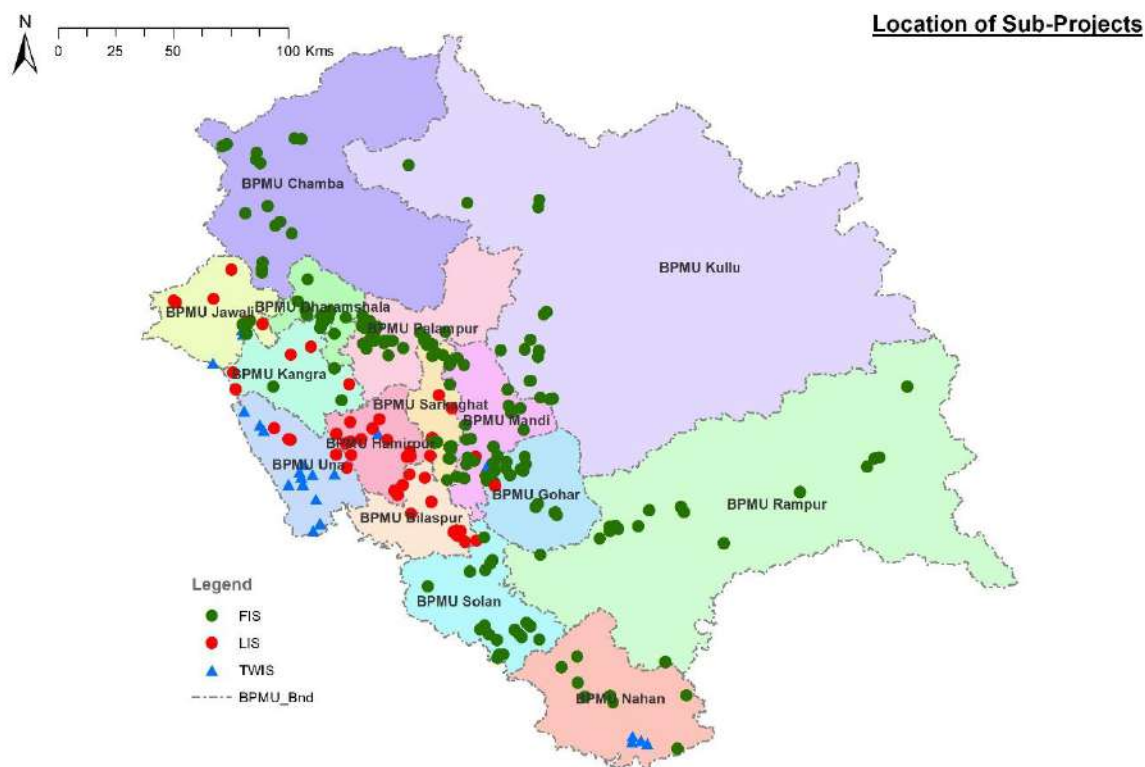 Location of Sub-Projects
N
0 25 50 100 Kms
BPMU Chamba
BPMU Kullu
BPMU Dharamshala
BPMU Jawali
BPMU Palampur
BPMU Kangra
BPMU Sarkaghat
BPMU Mandi
BPMU Hamirpur
BPMU Una
BPMU Gohar
BPMU Rampur
BPMU Bilaspur
Legend
FIS
LIS
TWIS
BPMU_Bnd
BPMU Solan
BPMU Nahan